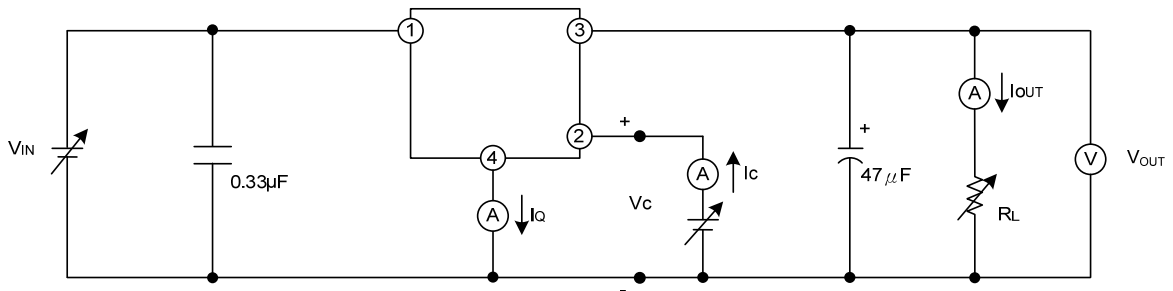 1
3
A
IOUT
+
+
2
VIN
4
A
IC
V
VOUT
0.33μF
47μF
A
IQ
VC
RL
-